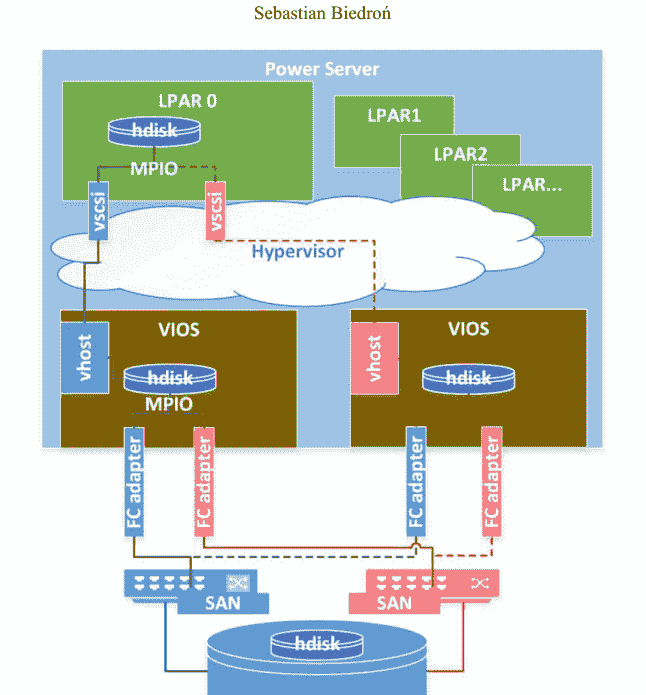 Sebastian Biedroń
Power Server
LPAR 0
hdisk
MPIO
vscsi
vscsi
LPAR1
LPAR2
LPAR...
Hypervisor
VIOS
vhost
hdisk
MPIO
VIOS
vhost
hdisk
FC adapter
FC adapter
FC adapter
FC adapter
SAN
SAN
hdisk